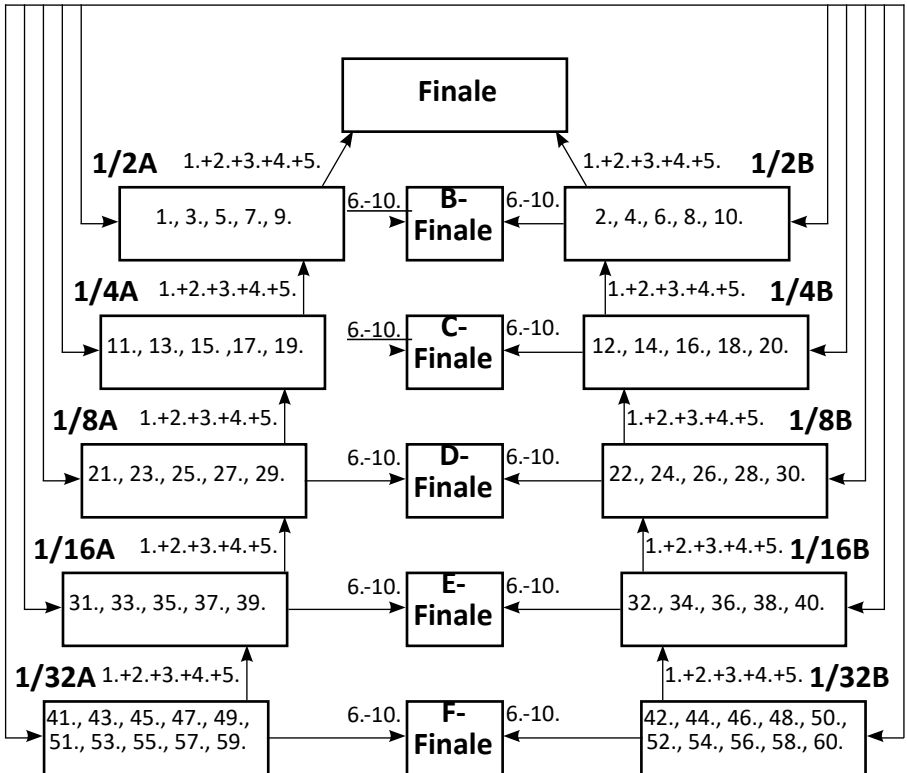 Finale
1/2A 1.+2.+3.+4.+5. 1.+2.+3.+4.+5. 1/2B
1., 3., 5., 7., 9. 6.-10. B- 6.-10. 2., 4., 6., 8., 10.
Finale
1/4A 1.+2.+3.+4.+5. 1.+2.+3.+4.+5. 1/4B
11., 13., 15. ,17., 19. 6.-10. C- 6.-10. 12., 14., 16., 18., 20.
Finale
1/8A 1.+2.+3.+4.+5. 1.+2.+3.+4.+5. 1/8B
21., 23., 25., 27., 29. 6.-10. D- 6.-10. 22., 24., 26., 28., 30.
Finale
1/16A 1.+2.+3.+4.+5. 1.+2.+3.+4.+5. 1/16B
31., 33., 35., 37., 39. 6.-10. E- 6.-10. 32., 34., 36., 38., 40.
Finale
1/32A 1.+2.+3.+4.+5. 1.+2.+3.+4.+5. 1/32B
41., 43., 45., 47., 49., 6.-10. F- 6.-10. 42., 44., 46., 48., 50.,
51., 53., 55., 57., 59. Finale 52., 54., 56., 58., 60.